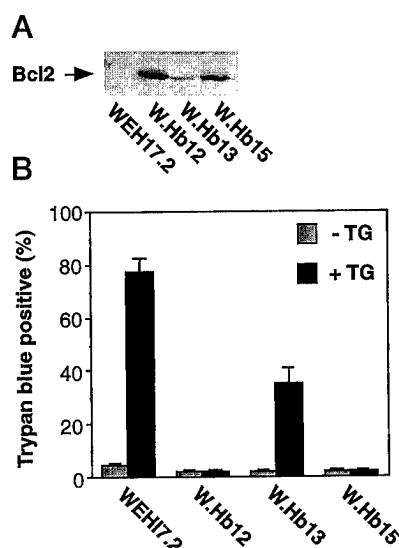 A
Bcl2
WEHI7.2
W.Hb12
W.Hb13
W.Hb15
B
Trypan blue positive (%)
100
80
60
40
20
0
- TG
+ TG
WEHI7.2
W.Hb12
W.Hb13
W.Hb15